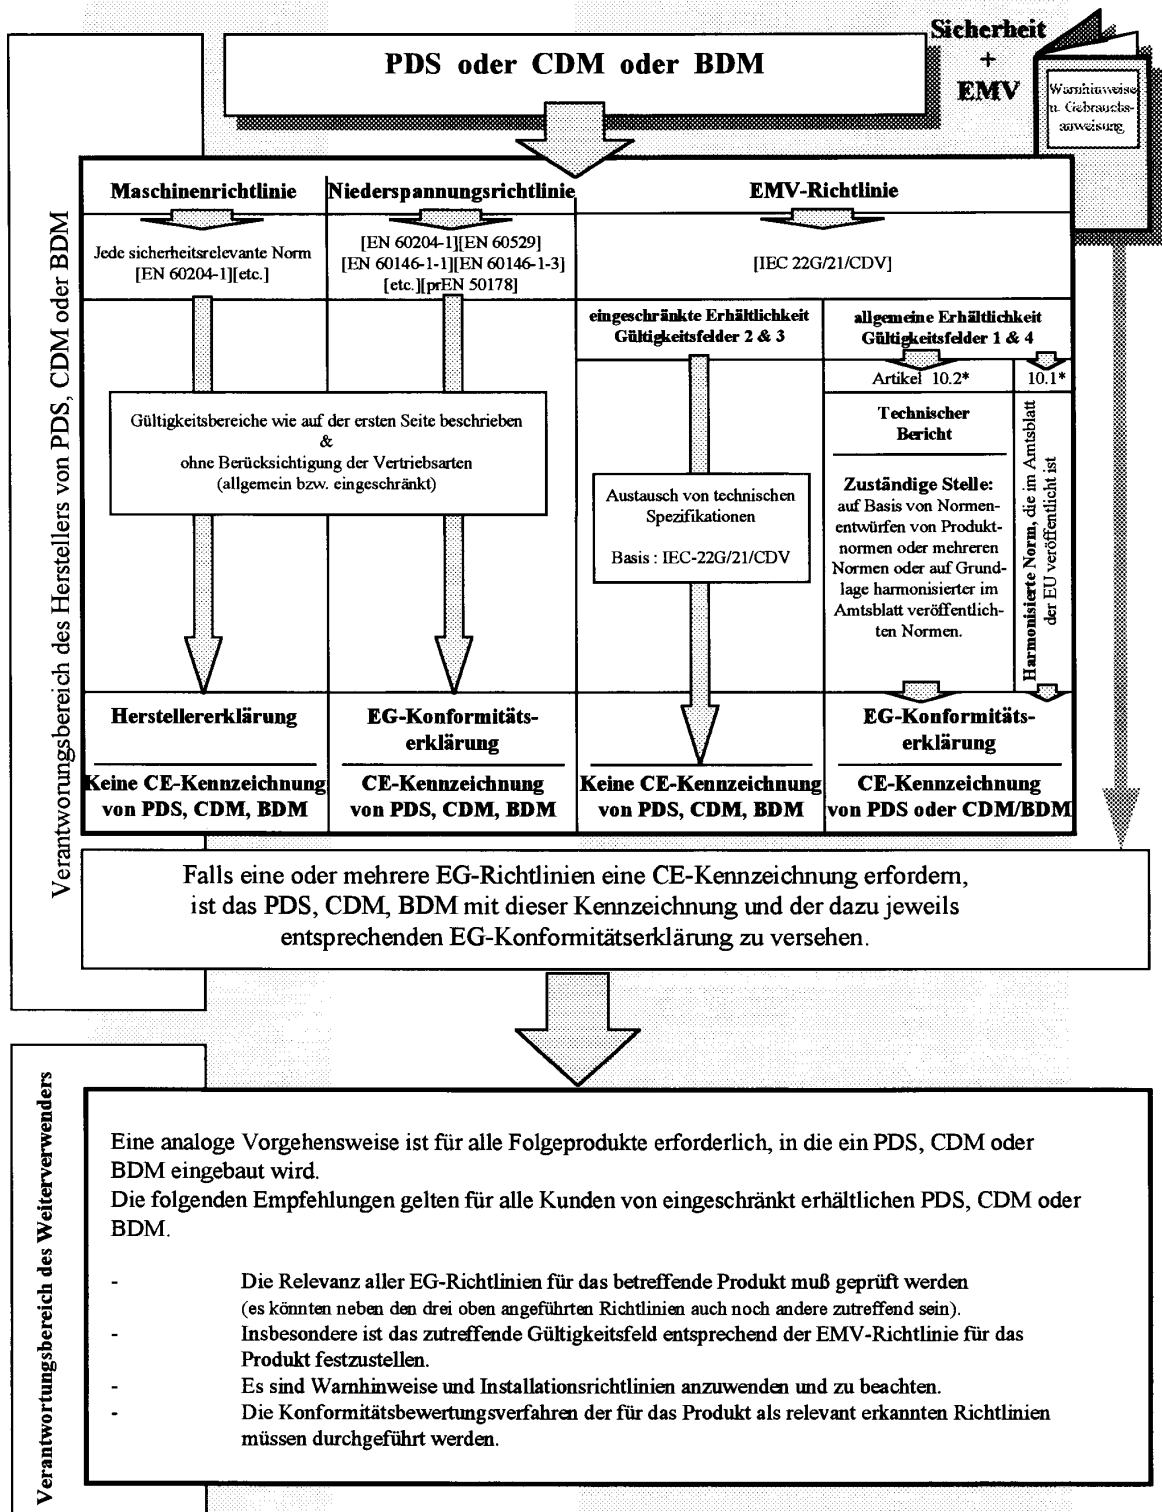 PDS oder CDM oder BDM
Sicherheit
+
EMV
Warnhinweise
u. Gebrauchs-
anweisung
Verantworungsbereich des Herstellers von PDS, CDM oder BDM
Maschinenrichtlinie
Jede sicherheitsrelevante Norm
[EN 60204-1][etc.]
Niederspannungsrichtlinie
[EN 60204-1][EN 60529]
[EN 60146-1-1][EN 60146-1-3]
[etc.][prEN 50178]
EMV-Richtlinie
[IEC 22G/21/CDV]
eingeschränkte Erhältlichkeit
Gültigkeitsfelder 2 & 3
allgemeine Erhältlichkeit
Gültigkeitsfelder 1 & 4
Artikel 10.2*
10.1*
Gültigkeitsbereiche wie auf der ersten Seite beschrieben
&
ohne Berücksichtigung der Vertriebsarten
(allgemein bzw. eingeschränkt)
Austausch von technischen
Spezifikationen
Basis : IEC-22G/21/CDV
Technischer
Bericht
Zuständige Stelle:
auf Basis von Normen-
entwürfen von Produkt-
normen oder mehreren
Normen oder auf Grund-
lage harmonisierter im
Amtsblatt veröffentlich-
ten Normen.
Harmonisierte Norm, die im Amtsblatt
der EU veröffentlicht ist
Herstellererklärung
Keine CE-Kennzeichnung
von PDS, CDM, BDM
EG-Konformitäts-
erklärung
CE-Kennzeichnung
von PDS, CDM, BDM
Keine CE-Kennzeichnung
von PDS, CDM, BDM
EG-Konformitäts-
erklärung
CE-Kennzeichnung
von PDS oder CDM/BDM
Falls eine oder mehrere EG-Richtlinien eine CE-Kennzeichnung erfordern,
ist das PDS, CDM, BDM mit dieser Kennzeichnung und der dazu jeweils
entsprechenden EG-Konformitätserklärung zu versehen.
Verantwortungsbereich des Weiterverwenders
Eine analoge Vorgehensweise ist für alle Folgeprodukte erforderlich, in die ein PDS, CDM oder
BDM eingebaut wird.
Die folgenden Empfehlungen gelten für alle Kunden von eingeschränkt erhältlichen PDS, CDM oder
BDM.
- Die Relevanz aller EG-Richtlinien für das betreffende Produkt muß geprüft werden
(es könnten neben den drei oben angeführten Richtlinien auch noch andere zutreffend sein).
- Insbesondere ist das zutreffende Gültigkeitsfeld entsprechend der EMV-Richtlinie für das
Produkt festzustellen.
- Es sind Warnhinweise und Installationsrichtlinien anzuwenden und zu beachten.
- Die Konformitätsbewertungsverfahren der für das Produkt als relevant erkannten Richtlinien
müssen durchgeführt werden.